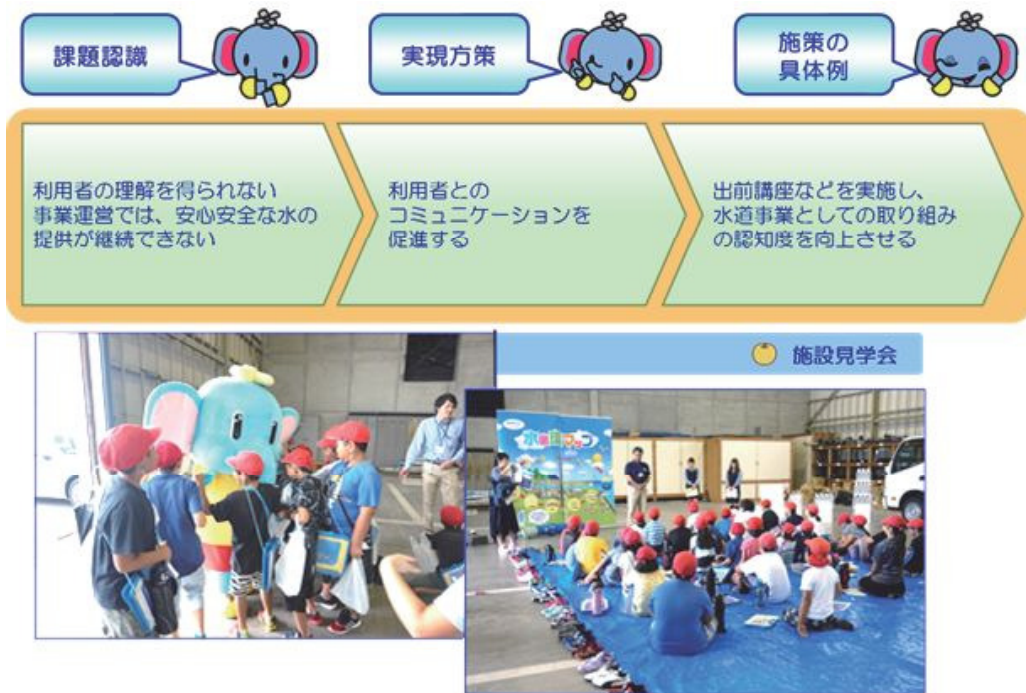 課題認識
実現方策
施策の
具体例
利用者の理解を得られない
事業運営では、安心安全な水の
提供が継続できない
利用者との
コミュニケーションを
促進する
出前講座などを実施し、
水道事業としての取り組み
の認知度を向上させる
施設見学会